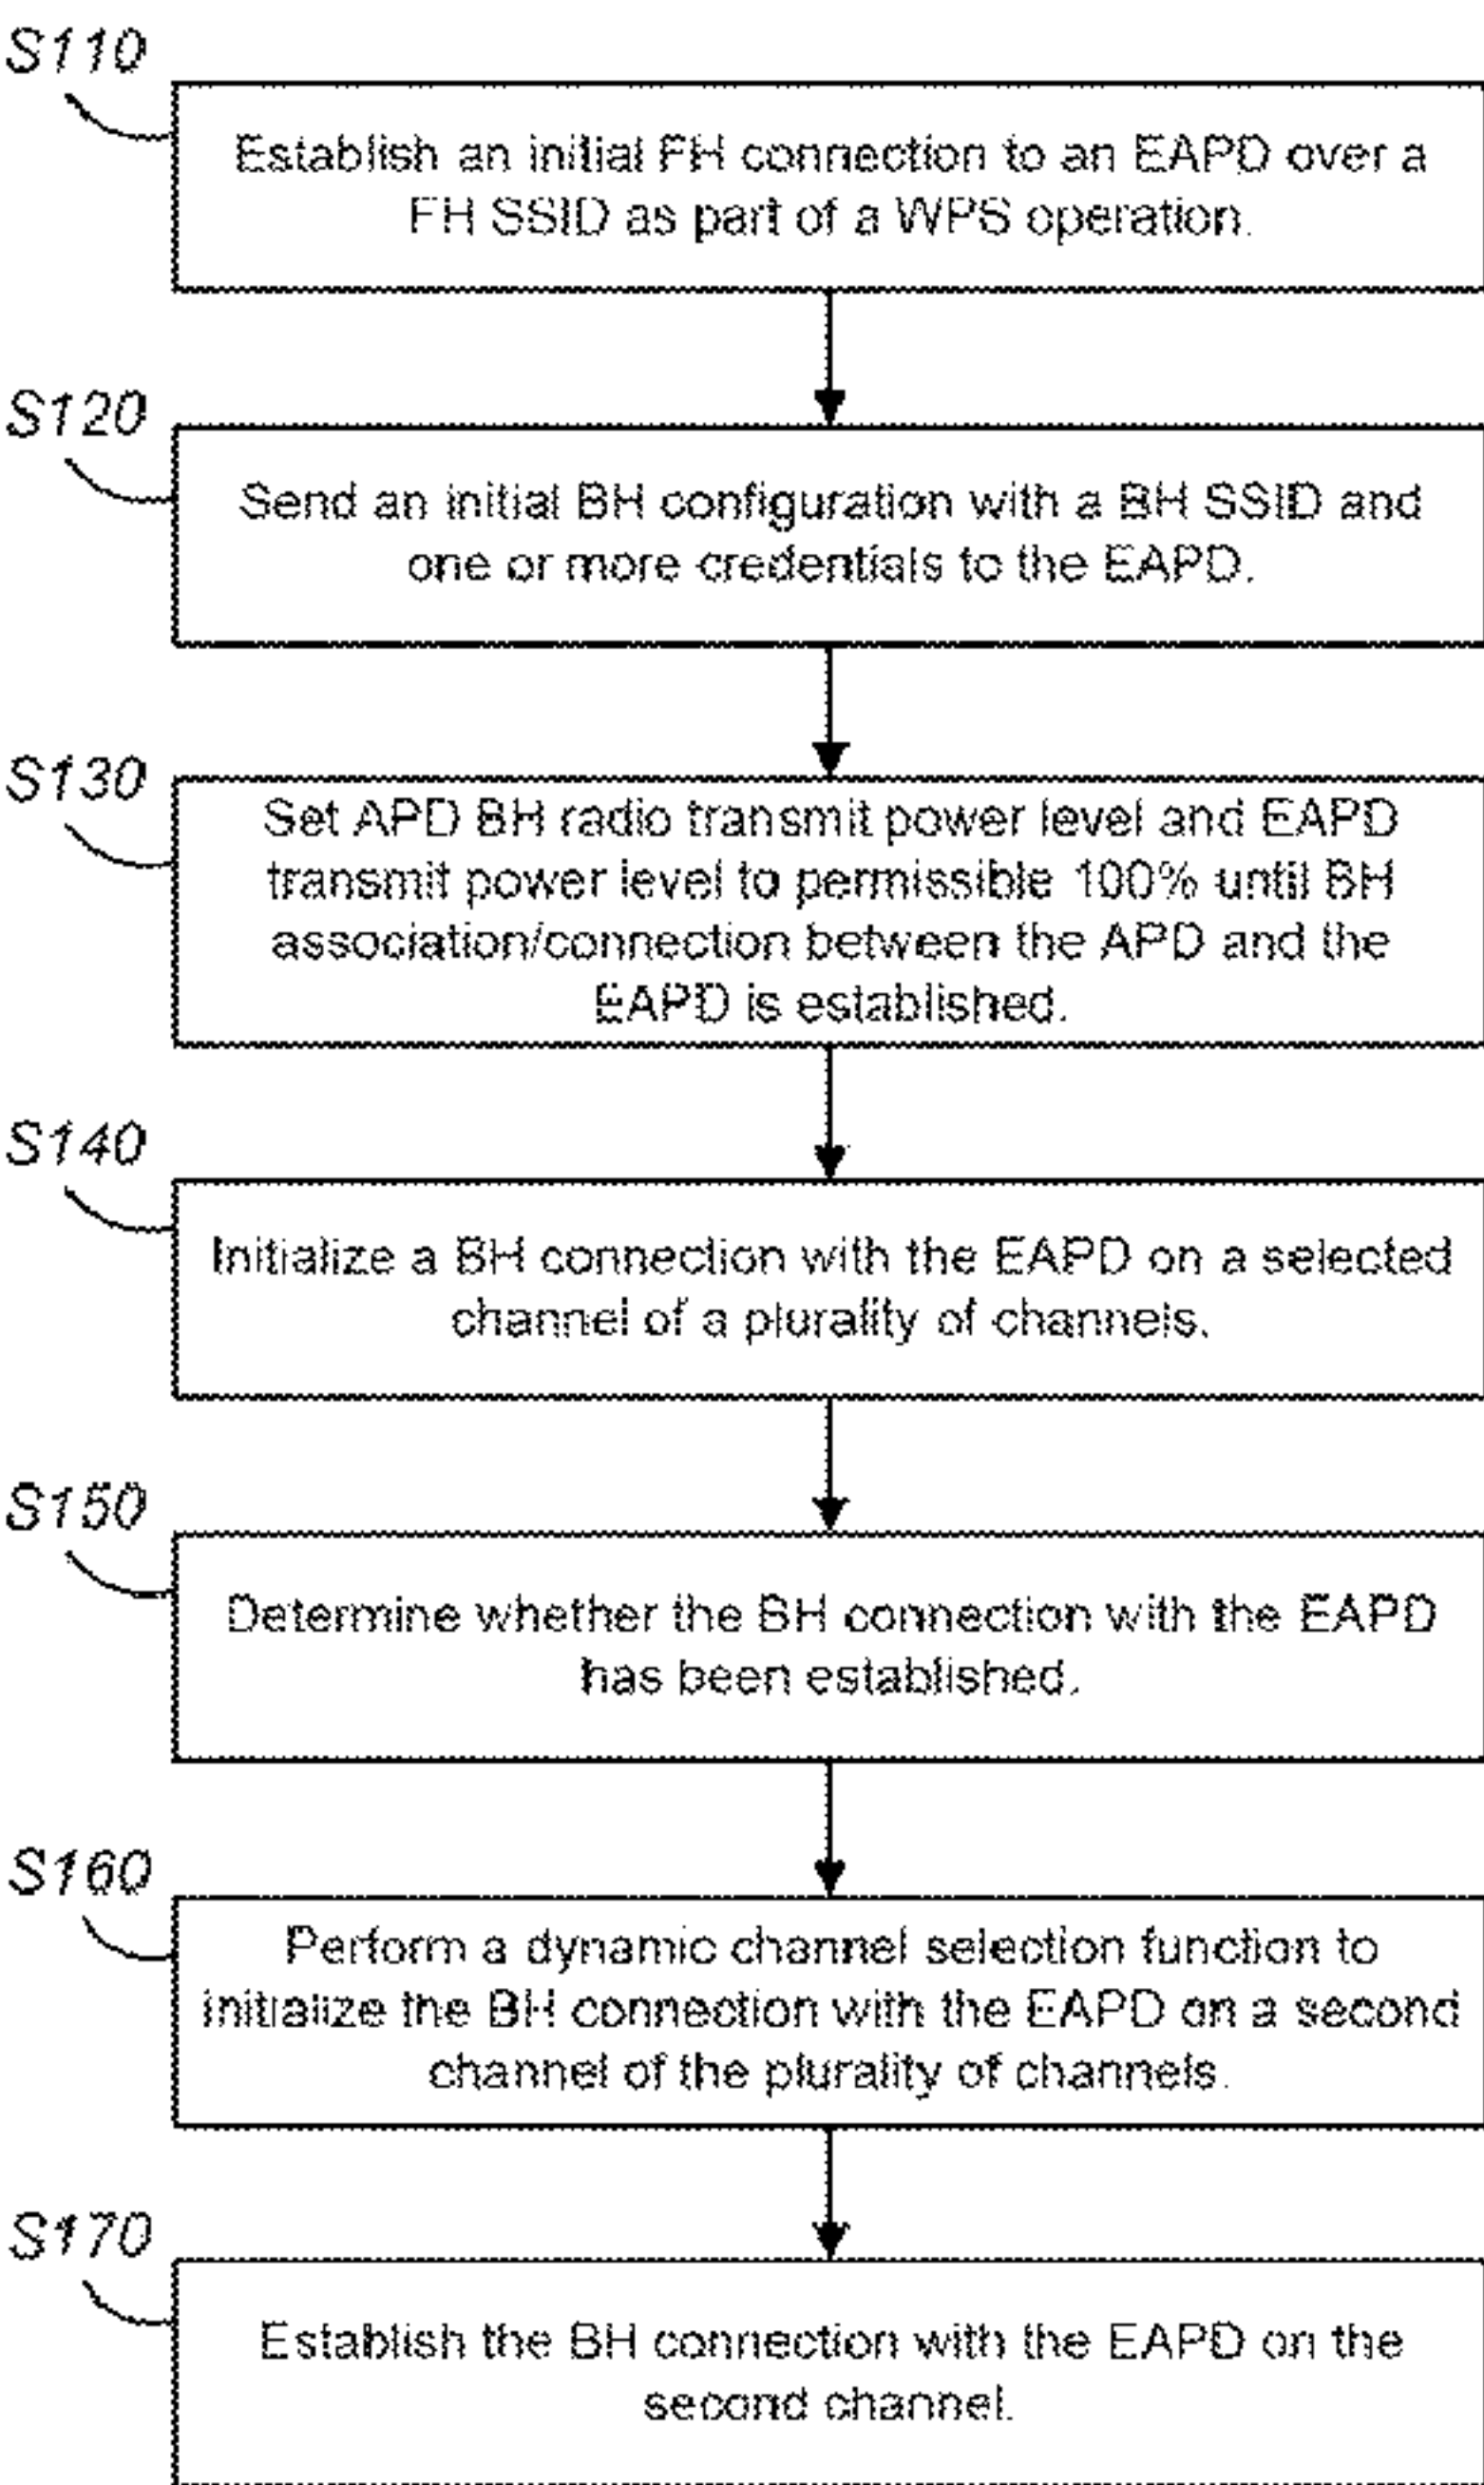 S110
Establish an initial FH connection to an EAPD over a
FH SSID as part of a WPS operation.
S120
Send an initial BH configuration with a BH SSID and
one or more credentials to the EAPD.
S130
Set APD BH radio transmit power level and EAPD
transmit power level to permissible 100% until BH
association/connection between the APD and the
EAPD is established.
S140
Initialize a BH connection with the EAPD on a selected
channel of a plurality of channels.
S150
Determine whether the BH connection with the EAPD
has been established.
S160
Perform a dynamic channel selection function to
initialize the BH connection with the EAPD on a second
channel of the plurality of channels.
S170
Establish the BH connection with the EAPD on the
second channel.